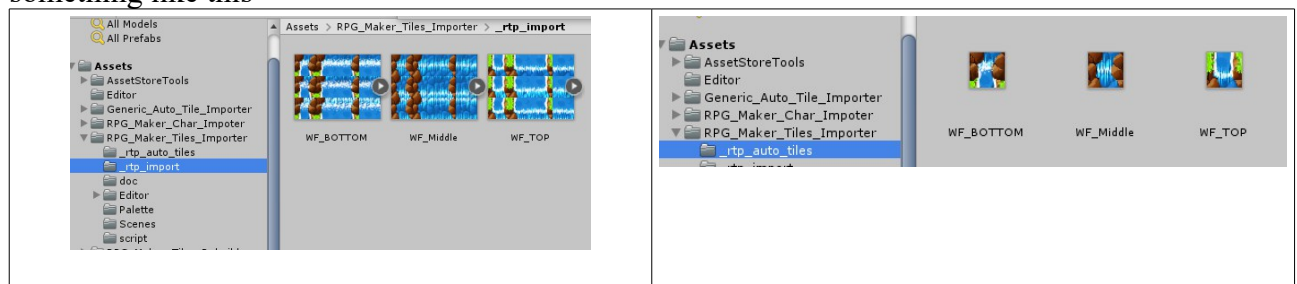 something like this
All Models
All Prefabs
Assets
AssetStoreTools
Editor
Generic_Auto_Tile_Importer
RPG_Maker_Char_Impoter
RPG_Maker_Tiles_Importer
_rtp_auto_tiles
_rtp_import
doc
Editor
Palette
Scenes
script
Assets > RPG_Maker_Tiles_Importer > _rtp_import
WF_BOTTOM WF_Middle WF_TOP
Assets
AssetStoreTools
Editor
Generic_Auto_Tile_Importer
RPG_Maker_Char_Impoter
RPG_Maker_Tiles_Importer
_rtp_auto_tiles
_rtp_import
WF_BOTTOM WF_Middle WF_TOP